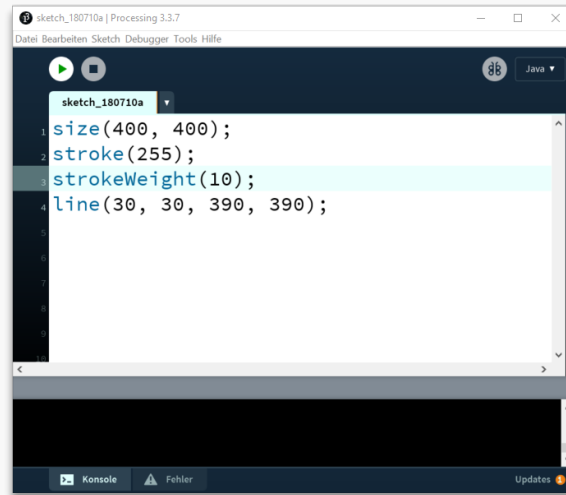 sketch_180710a | Processing 3.3.7
Datei Bearbeiten Sketch Debugger Tools Hilfe
Java ▼
sketch_180710a ▼
1 size(400, 400);
2 stroke(255);
3 strokeWeight(10);
4 line(30, 30, 390, 390);
5
6
7
8
9
10
>_ Konsole Fehler Updates 1